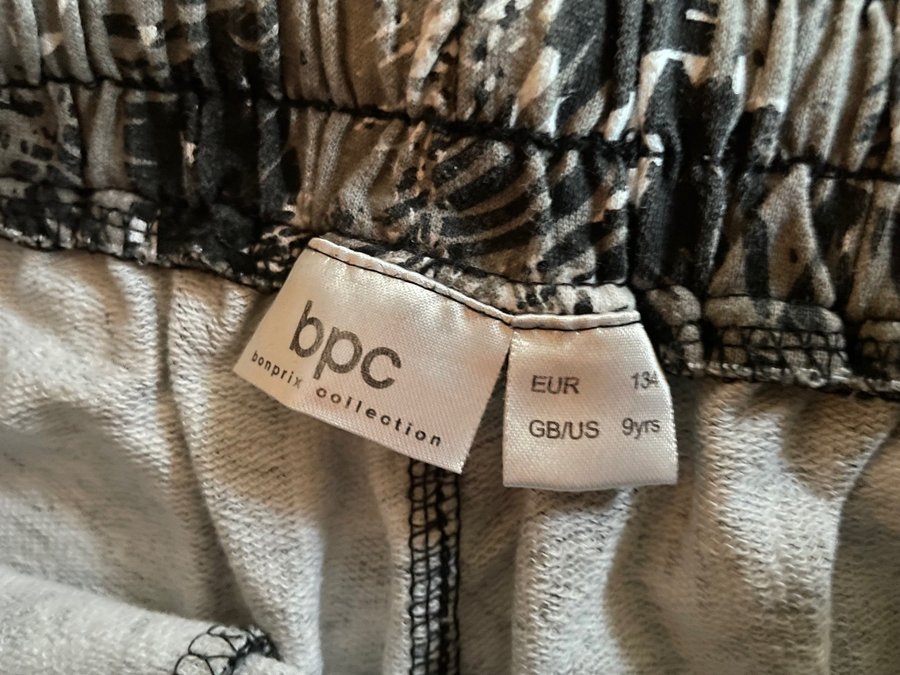 bpc
bonprix collection
EUR 134
GB/US 9yrs